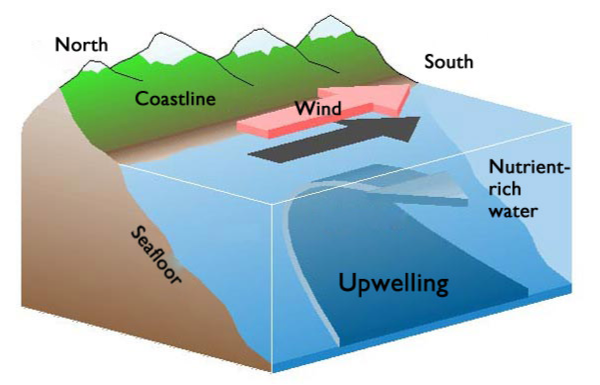 North
South
Coastline
Wind
Nutrient-
rich
water
Seafloor
Upwelling